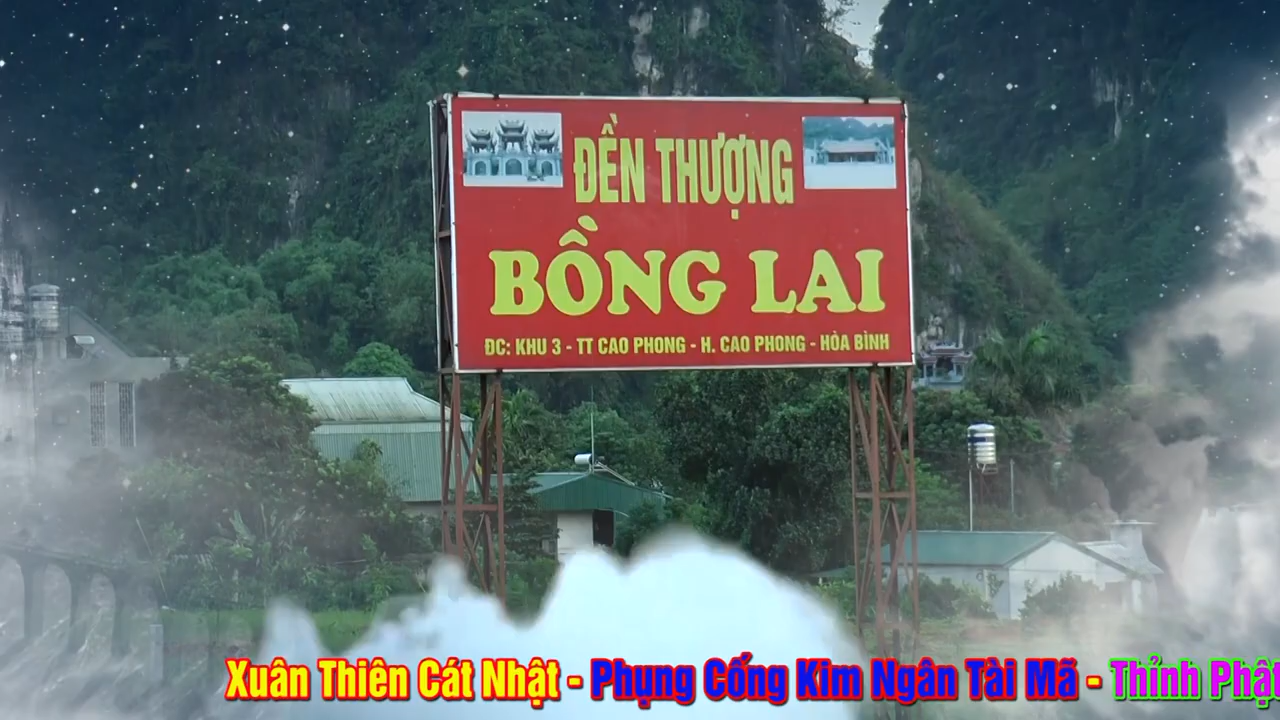 ĐỀN THƯỢNG
BỒNG LAI
ĐC: KHU 3 - TT CAO PHONG - H. CAO PHONG - HÒA BÌNH
Xuân Thiên Cát Nhật - Phụng Cống Kim Ngân Tài Mã - Thỉnh Phật